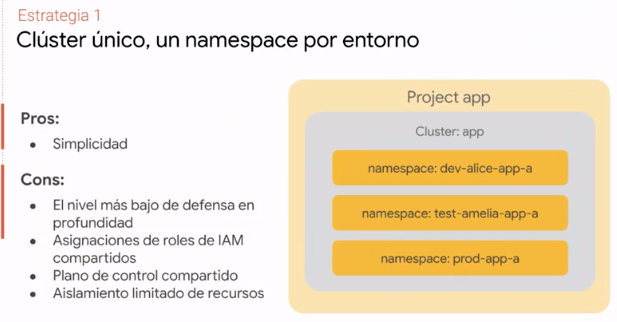 Estrategia 1
Clúster único, un namespace por entorno
Pros:
Simplicidad
Cons:
El nivel más bajo de defensa en
profundidad
Asignaciones de roles de IAM
compartidos
Plano de control compartido
Aislamiento limitado de recursos
Project app
Cluster: app
namespace: dev-alice-app-a
namespace: test-amelia-app-a
namespace: prod-app-a